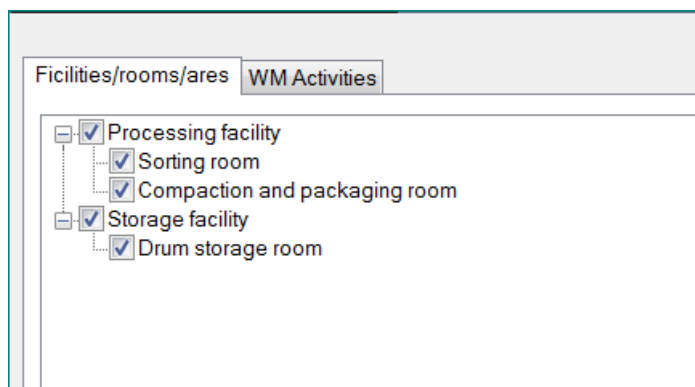 Ficilities/rooms/ares
WM Activities
Processing facility
Sorting room
Compaction and packaging room
Storage facility
Drum storage room